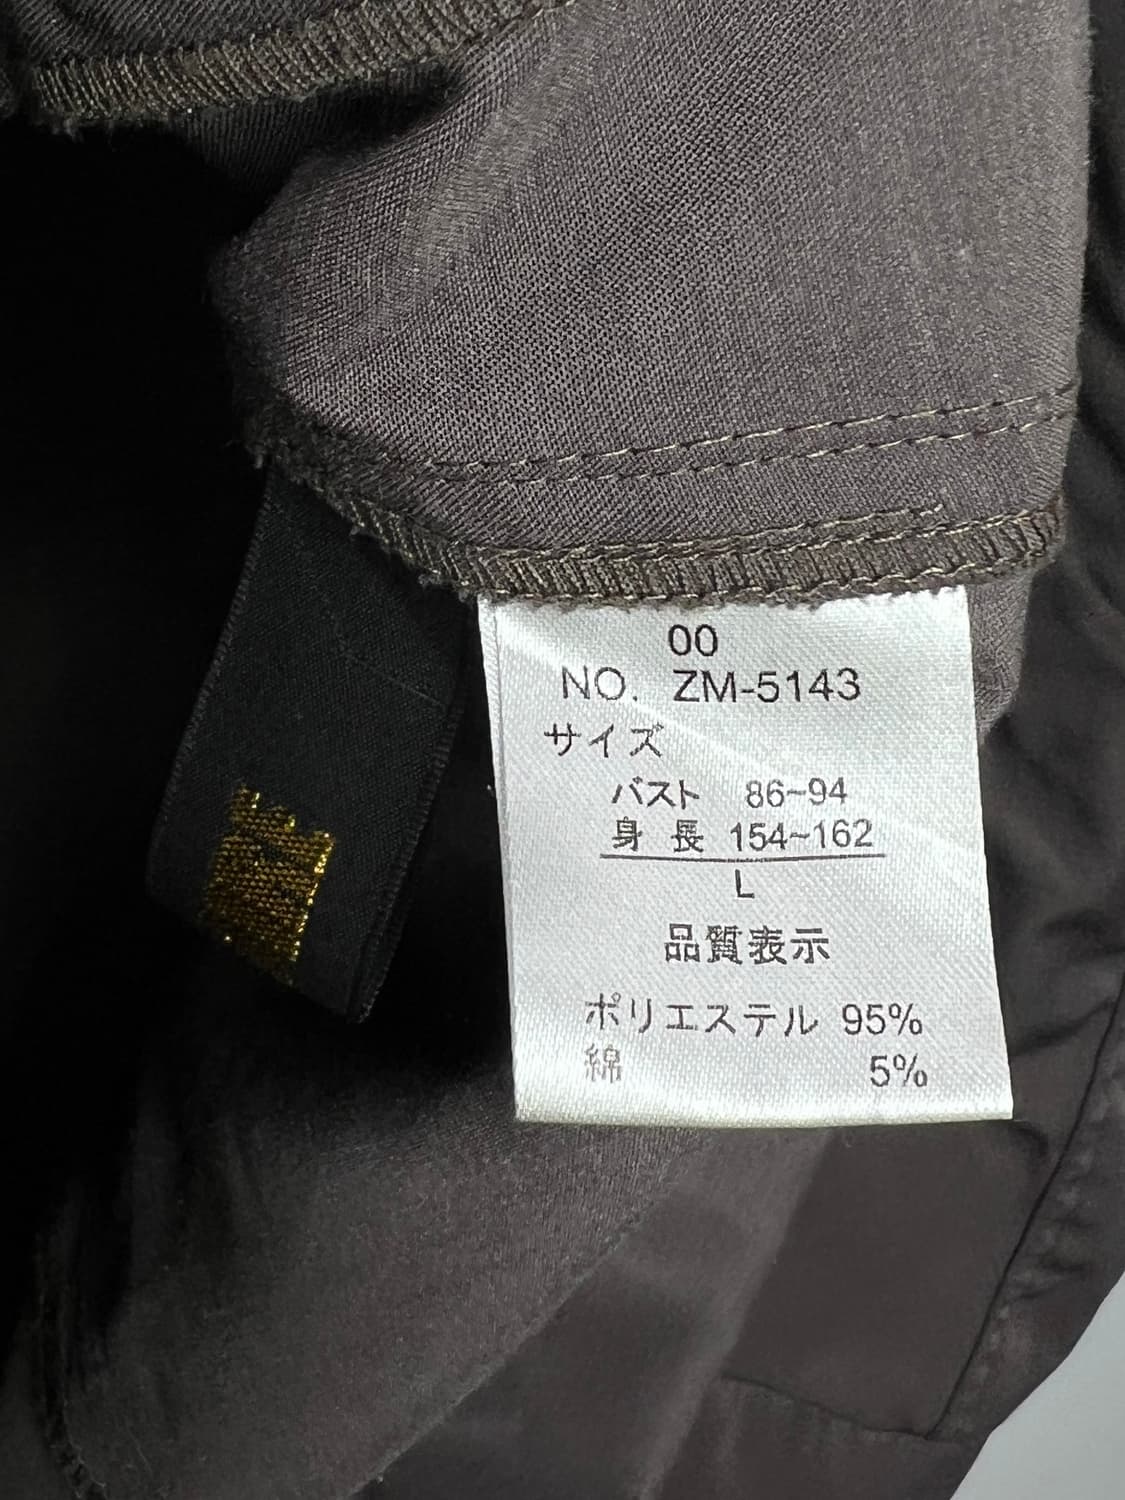 00
NO. ZM-5143
サイズ
バスト 86~94
身長 154~162
L
品質表示
ポリエステル 95%
綿 5%